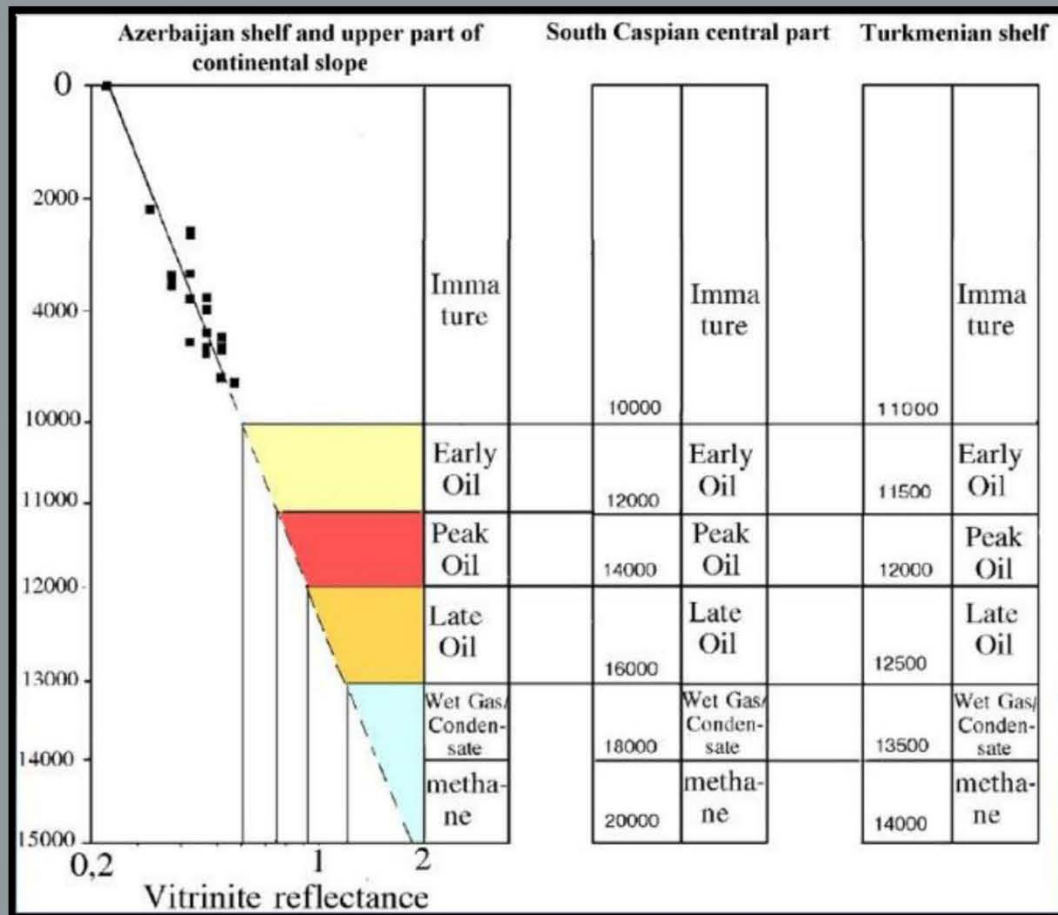 Azerbaijan shelf and upper part of
continental slope
South Caspian central part
Turkmenian shelf
0
2000
4000
10000
11000
12000
13000
14000
15000
0,2
1
2
Vitrinite reflectance
Imma
ture
Early
Oil
Peak
Oil
Late
Oil
Wet Gas/
Conden-
sate
metha-
ne
10000
12000
14000
16000
18000
20000
Imma
ture
Early
Oil
Peak
Oil
Late
Oil
Wet Gas/
Conden-
sate
metha-
ne
11000
11500
12000
12500
13500
14000
Imma
ture
Early
Oil
Peak
Oil
Late
Oil
Wet Gas/
Conden-
sate
metha-
ne